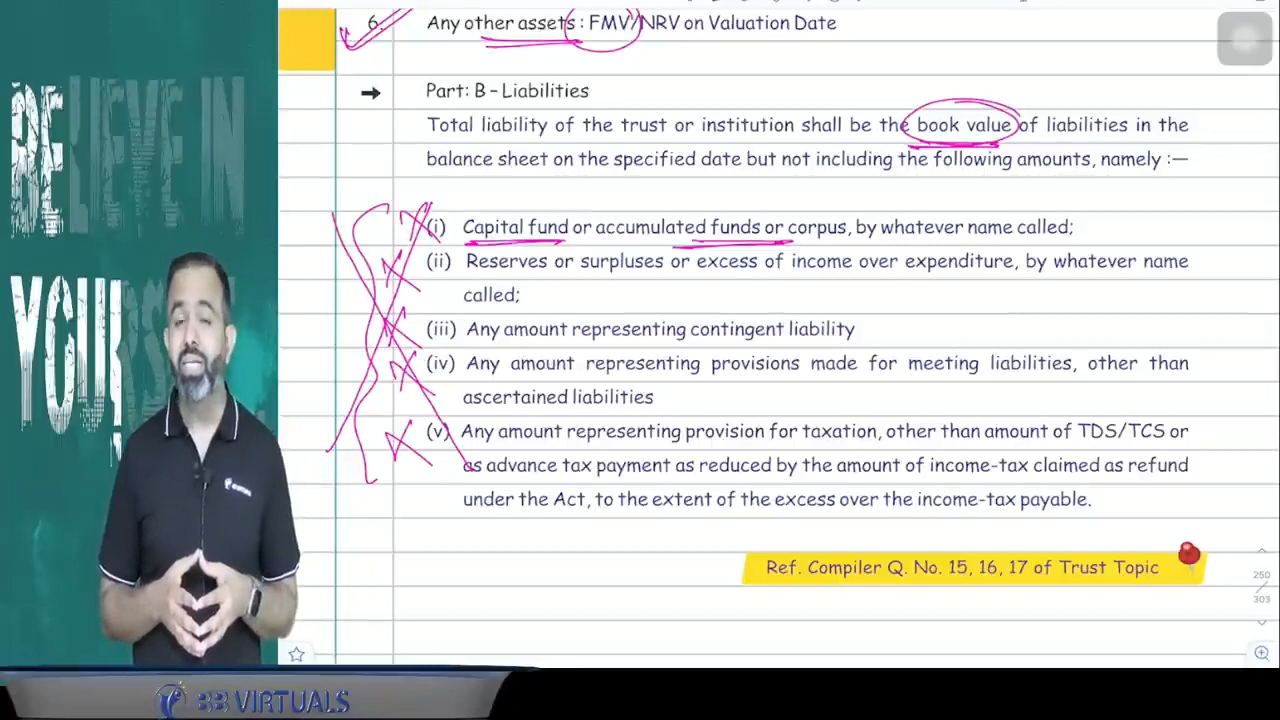 6. Any other assets : FMV/NRV on Valuation Date
Part: B – Liabilities
Total liability of the trust or institution shall be the book value of liabilities in the
balance sheet on the specified date but not including the following amounts, namely :—
(i) Capital fund or accumulated funds or corpus, by whatever name called;
(ii) Reserves or surpluses or excess of income over expenditure, by whatever name
called;
(iii) Any amount representing contingent liability
(iv) Any amount representing provisions made for meeting liabilities, other than
ascertained liabilities
(v) Any amount representing provision for taxation, other than amount of TDS/TCS or
as advance tax payment as reduced by the amount of income-tax claimed as refund
under the Act, to the extent of the excess over the income-tax payable.
Ref. Compiler Q. No. 15, 16, 17 of Trust Topic
250
303
BELIEVE IN
BB VIRTUALS